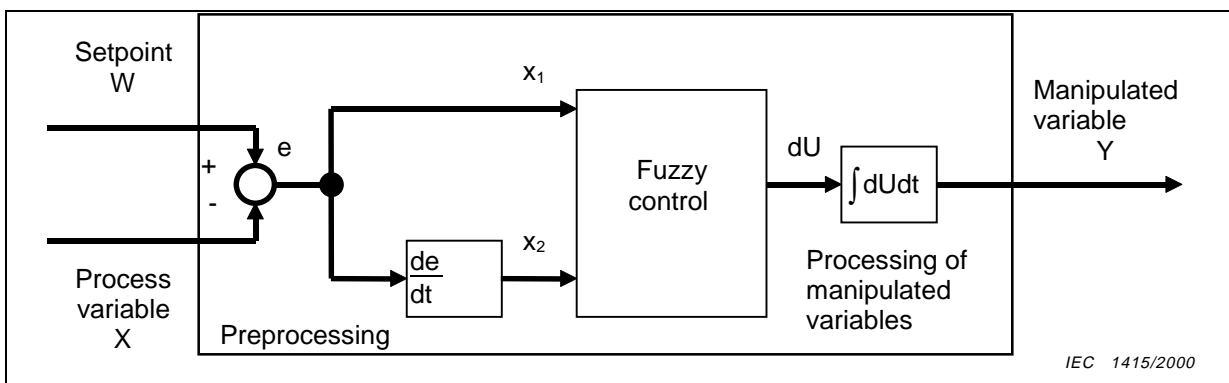 Setpoint
W
x₁
Manipulated
variable
Y
+
e
-
Fuzzy
control
dU
∫dUdt
x₂
de
dt
Process
variable
X
Preprocessing
Processing of
manipulated
variables
IEC 1415/2000